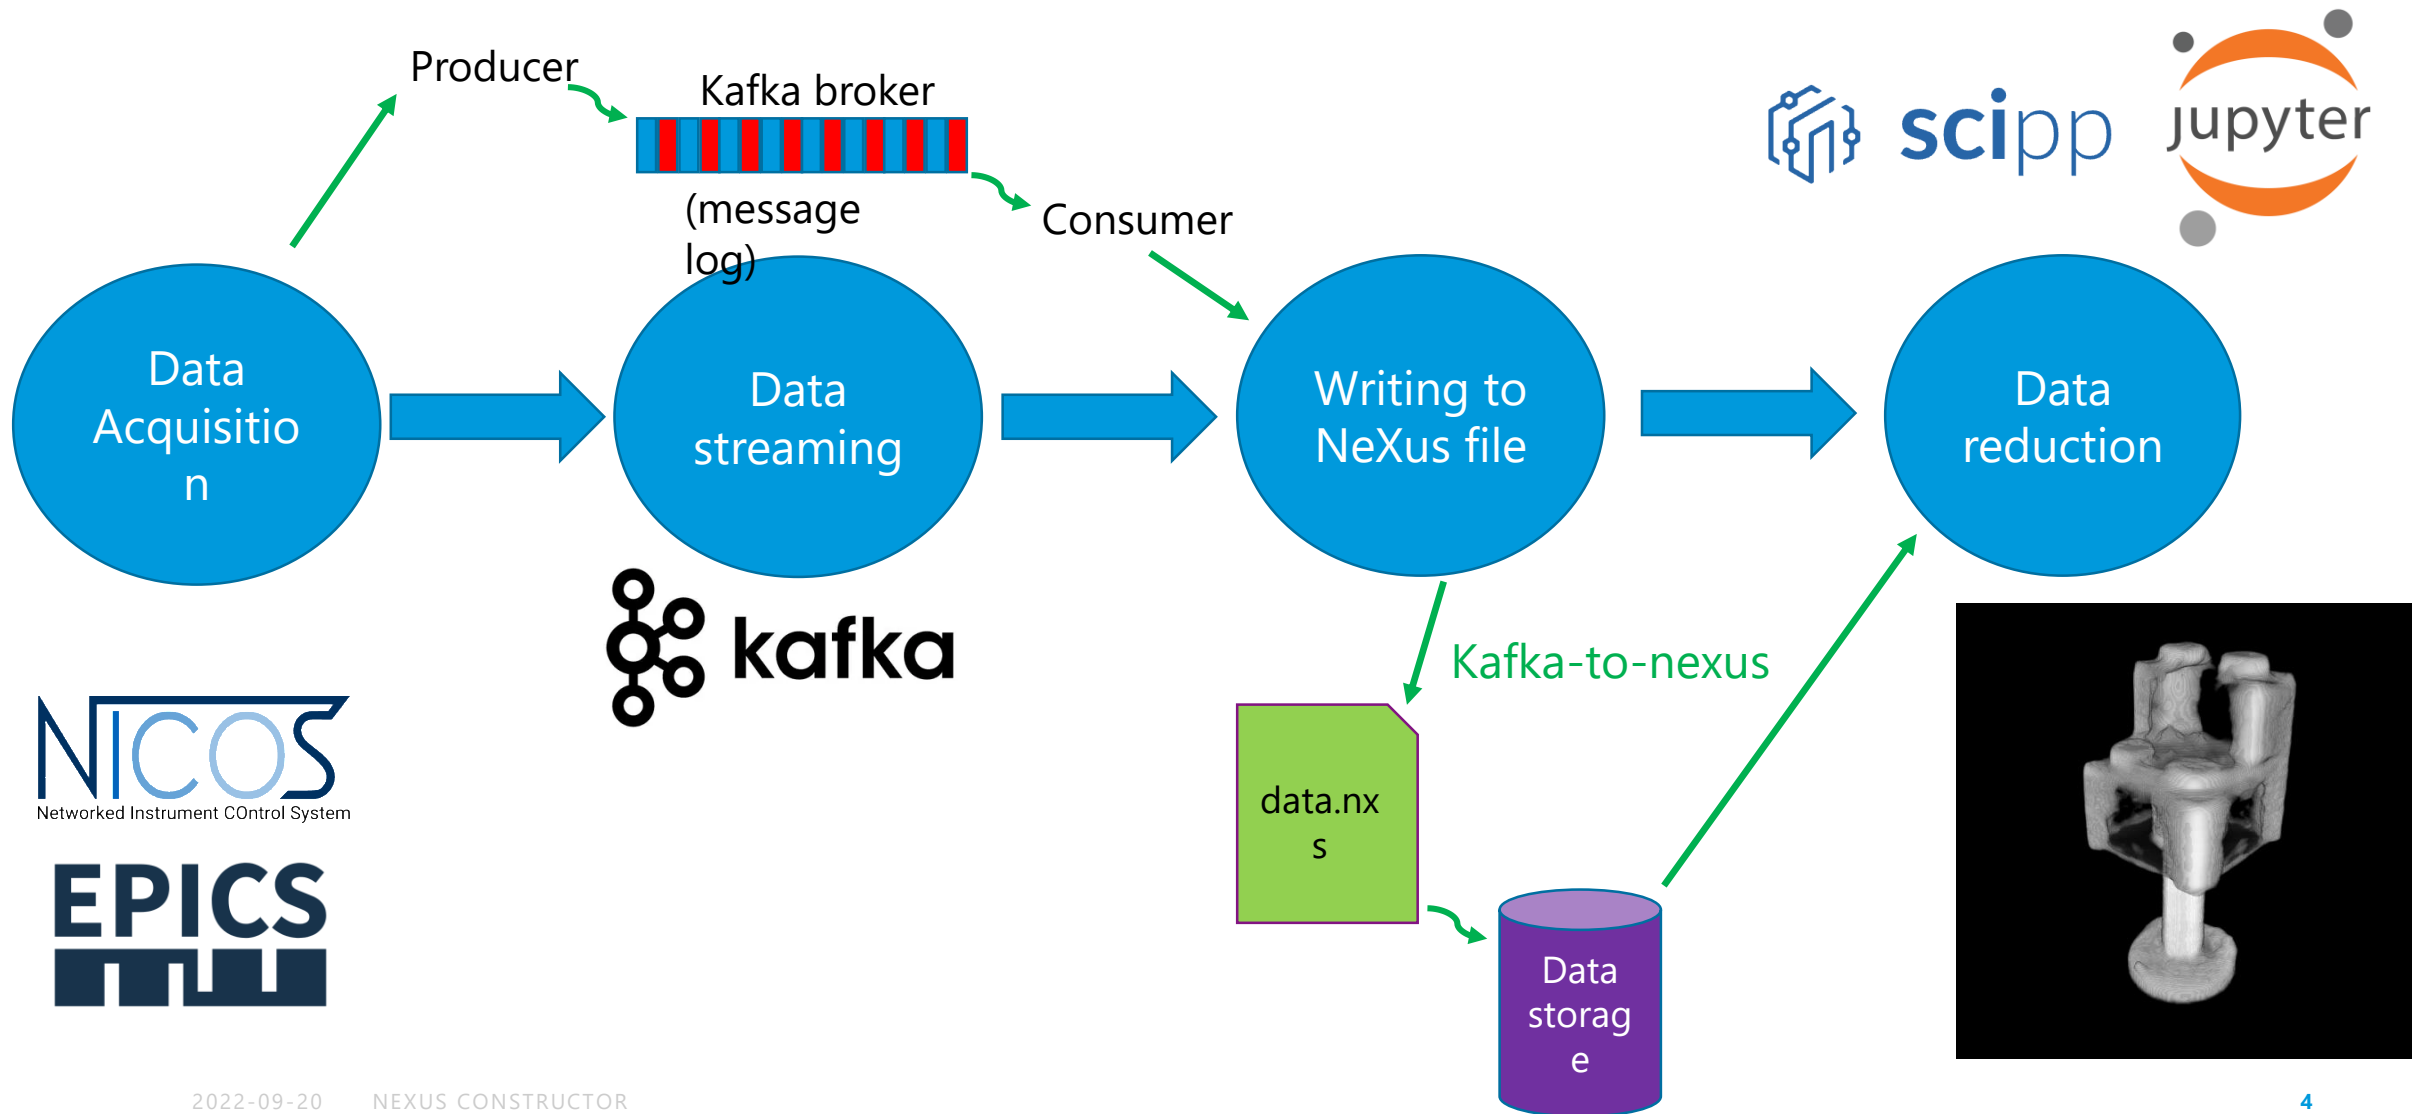 Producer
Kafka broker
(message
log)
Consumer
scipp
jupyter
Data
Acquisitio
n
Data
streaming
Writing to
NeXus file
Data
reduction
kafka
Kafka-to-nexus
NICOS
Networked Instrument COntrol System
EPICS
data.nx
s
Data
storag
e
2022-09-20
NEXUS CONSTRUCTOR
4